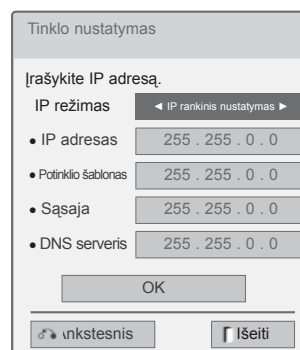 Tinklo nustatymas
Įrašykite IP adresą.
IP režimas ◄ IP rankinis nustatymas ►
• IP adresas 255 . 255 . 0 . 0
• Potinklio šablonas 255 . 255 . 0 . 0
• Sąsaja 255 . 255 . 0 . 0
• DNS serveris 255 . 255 . 0 . 0
OK
Išeiti